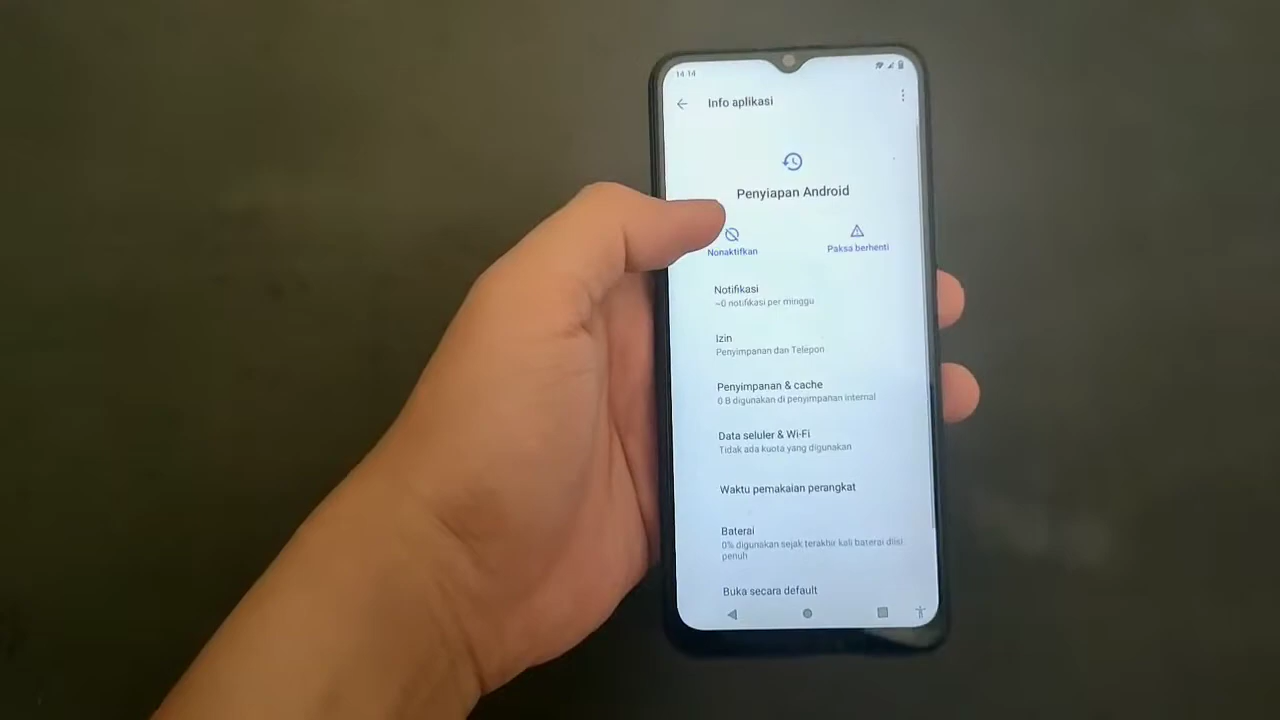 14 14
Info aplikasi
Penyiapan Android
Nonaktifkan
Paksa berhenti
Notifikasi
~0 notifikasi per minggu
Izin
Penyimpanan dan Telepon
Penyimpanan & cache
0 B digunakan di penyimpanan internal
Data seluler & Wi-Fi
Tidak ada kuota yang digunakan
Waktu pemakaian perangkat
Baterai
0% digunakan sejak terakhir kali baterai diisi
penuh
Buka secara default